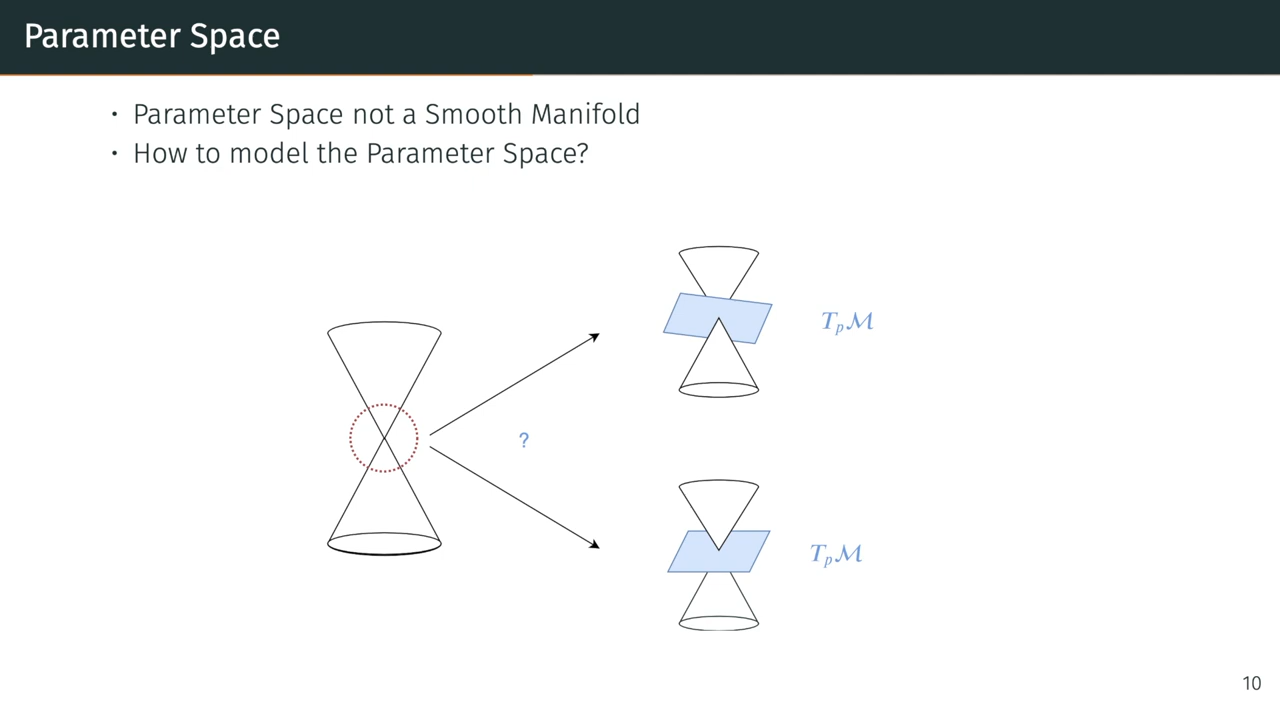 Parameter Space
· Parameter Space not a Smooth Manifold
· How to model the Parameter Space?
Tₚℳ
?
Tₚℳ
10